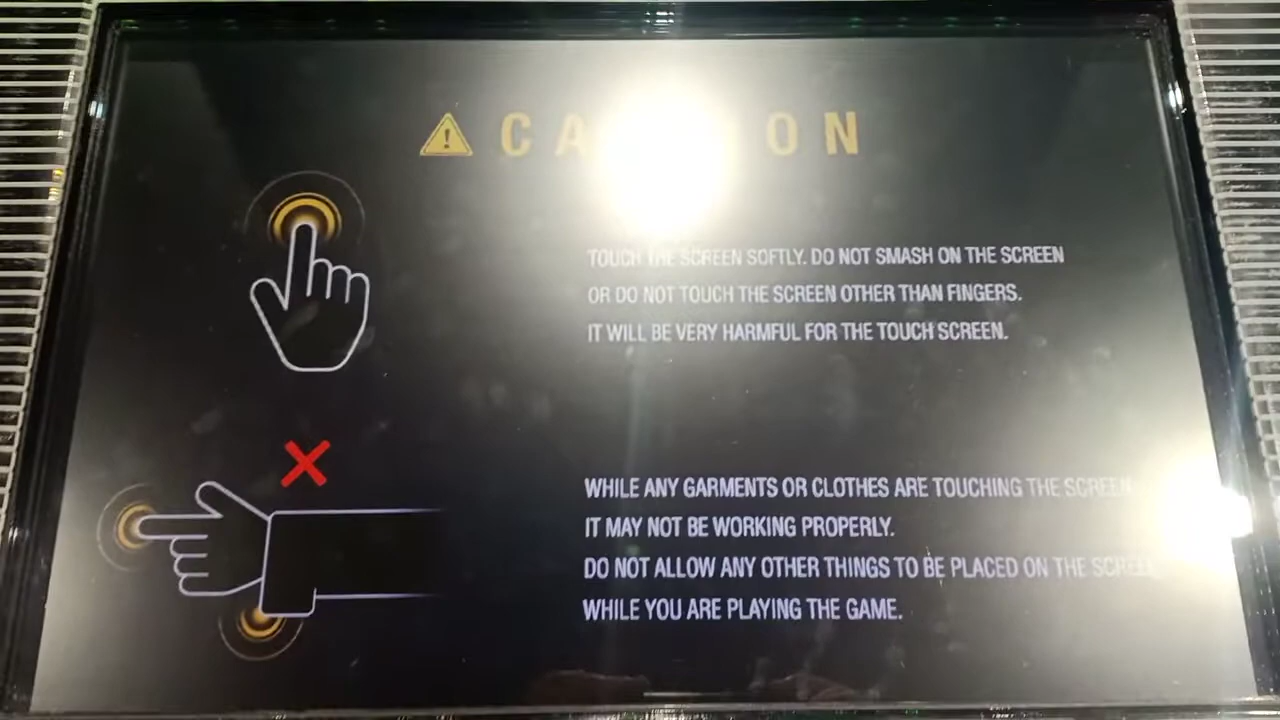 TOUCH THE SCREEN SOFTLY. DO NOT SMASH ON THE SCREEN
OR DO NOT TOUCH THE SCREEN OTHER THAN FINGERS.
IT WILL BE VERY HARMFUL FOR THE TOUCH SCREEN.
WHILE ANY GARMENTS OR CLOTHES ARE TOUCHING THE SCREEN
IT MAY NOT BE WORKING PROPERLY.
DO NOT ALLOW ANY OTHER THINGS TO BE PLACED ON THE SCREEN
WHILE YOU ARE PLAYING THE GAME.